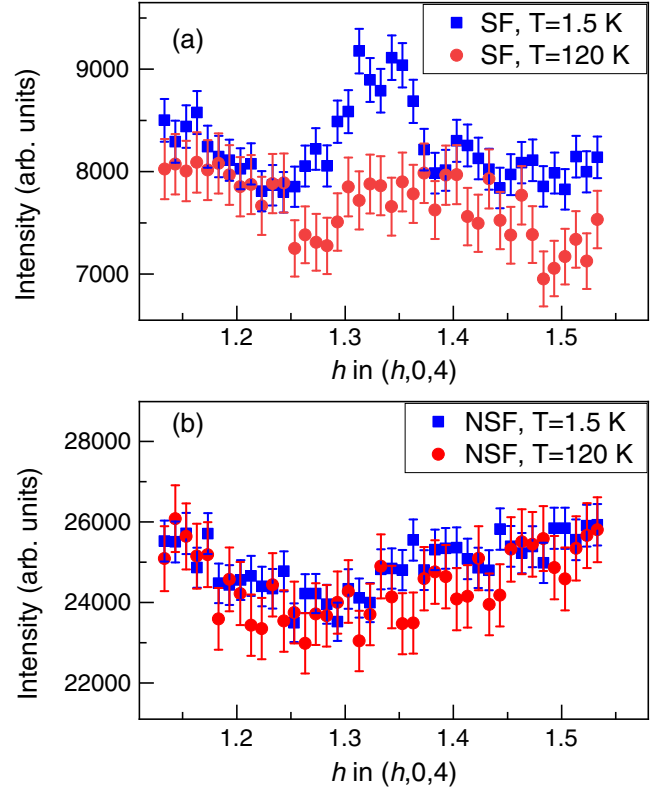 (a)
SF, T=1.5 K
SF, T=120 K
Intensity (arb. units)
9000
8000
7000
1.2 1.3 1.4 1.5
h in (h,0,4)
(b)
NSF, T=1.5 K
NSF, T=120 K
Intensity (arb. units)
28000
26000
24000
22000
1.2 1.3 1.4 1.5
h in (h,0,4)